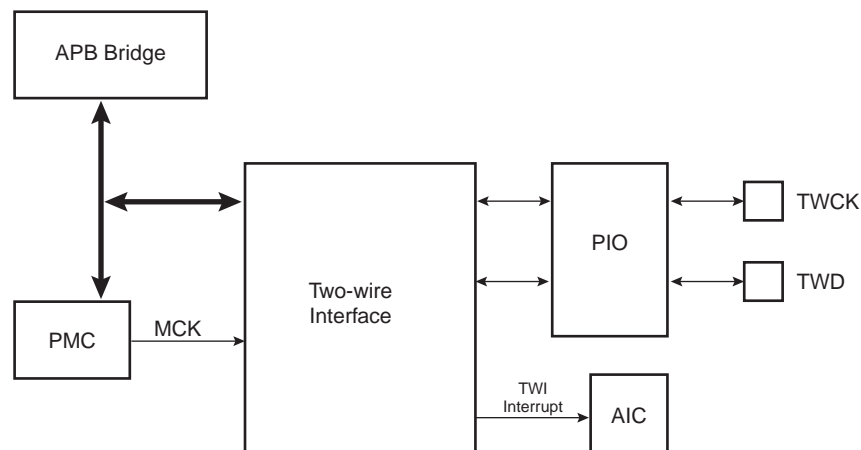 APB Bridge
TWCK
PIO
Two-wire
Interface
TWD
PMC
MCK
TWI
Interrupt
AIC